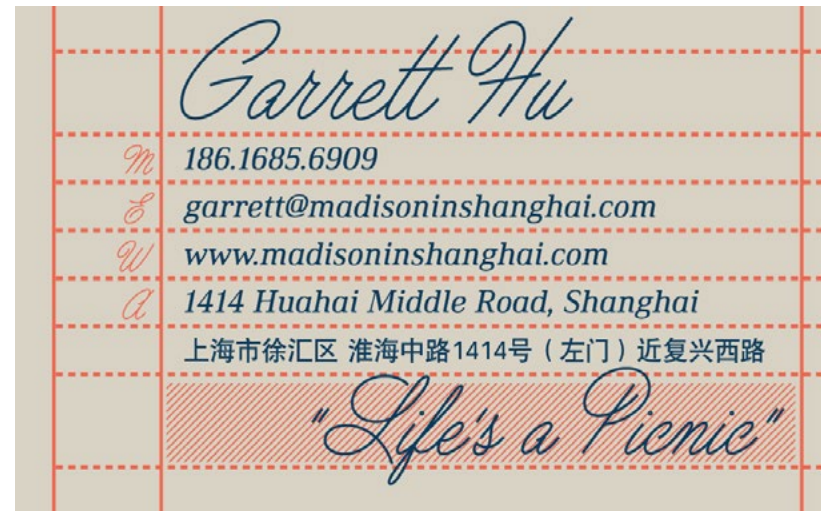 Garrett Hu
M 186.1685.6909
E garrett@madisoninshanghai.com
W www.madisoninshanghai.com
A 1414 Huahai Middle Road, Shanghai
上海市徐汇区 淮海中路1414号（左门）近复兴西路
"Life's a Picnic"